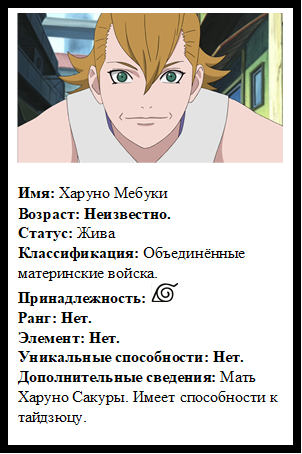 Имя: Харуно Мебуки
Возраст: Неизвестно.
Статус: Жива
Классификация: Объединённые
материнские войска.
Принадлежность:
Ранг: Нет.
Элемент: Нет.
Уникальные способности: Нет.
Дополнительные сведения: Мать
Харуно Сакуры. Имеет способности к
тайдзюцу.